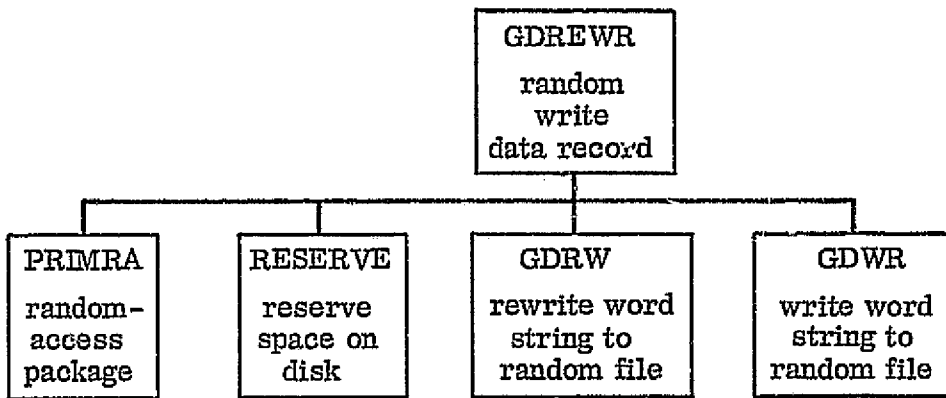 GDREWR
random
write
data record
PRIMRA
random-
access
package
RESERVE
reserve
space on
disk
GDRW
rewrite word
string to
random file
GDWR
write word
string to
random file